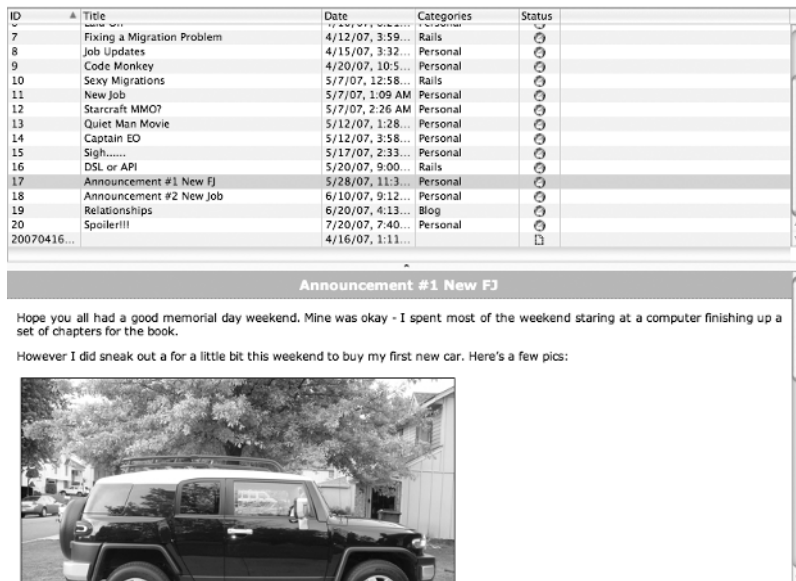 ID Title Date Categories Status
7 Fixing a Migration Problem 4/12/07, 3:59... Rails
8 Job Updates 4/15/07, 3:32... Personal
9 Code Monkey 4/20/07, 10:5... Personal
10 Sexy Migrations 5/7/07, 12:58... Rails
11 New Job 5/7/07, 1:09 AM Personal
12 Starcraft MMO? 5/7/07, 2:26 AM Personal
13 Quiet Man Movie 5/12/07, 1:28... Personal
14 Captain EO 5/12/07, 3:58... Personal
15 Sigh...... 5/17/07, 2:33... Personal
16 DSL or API 5/20/07, 9:00... Rails
17 Announcement #1 New FJ 5/28/07, 11:3... Personal
18 Announcement #2 New Job 6/10/07, 9:12... Personal
19 Relationships 6/20/07, 4:13... Blog
20 Spoiler!!! 7/20/07, 7:40... Personal
20070416... 4/16/07, 1:11...
Announcement #1 New FJ
Hope you all had a good memorial day weekend. Mine was okay - I spent most of the weekend staring at a computer finishing up a
set of chapters for the book.
However I did sneak out a for a little bit this weekend to buy my first new car. Here's a few pics: